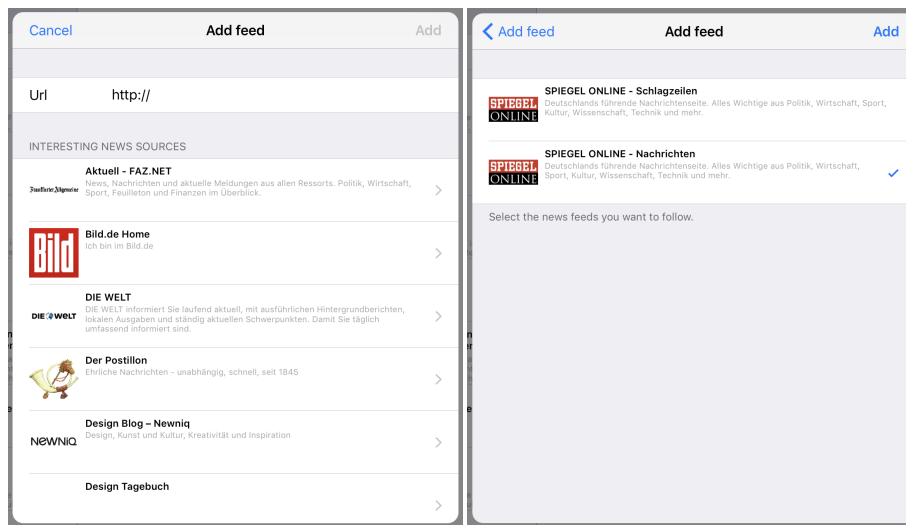 Cancel Add feed Add
Url http://
INTERESTING NEWS SOURCES
Frankfurter Allgemeine
Aktuell - FAZ.NET
News, Nachrichten und aktuelle Meldungen aus allen Ressorts. Politik, Wirtschaft,
Sport, Feuilleton und Finanzen im Überblick.
Bild
Bild.de Home
Ich bin im Bild.de
DIE WELT
DIE WELT
DIE WELT informiert Sie laufend aktuell, mit ausführlichen Hintergrundberichten,
lokalen Ausgaben und ständig aktuellen Schwerpunkten. Damit Sie täglich
umfassend informiert sind.
Der Postillon
Ehrliche Nachrichten - unabhängig, schnell, seit 1845
NEWNIQ
Design Blog – Newniq
Design, Kunst und Kultur, Kreativität und Inspiration
Design Tagebuch
Add feed Add feed Add
SPIEGEL
ONLINE
SPIEGEL ONLINE - Schlagzeilen
Deutschlands führende Nachrichtenseite. Alles Wichtige aus Politik, Wirtschaft, Sport,
Kultur, Wissenschaft, Technik und mehr.
SPIEGEL
ONLINE
SPIEGEL ONLINE - Nachrichten
Deutschlands führende Nachrichtenseite. Alles Wichtige aus Politik, Wirtschaft,
Sport, Kultur, Wissenschaft, Technik und mehr.
Select the news feeds you want to follow.